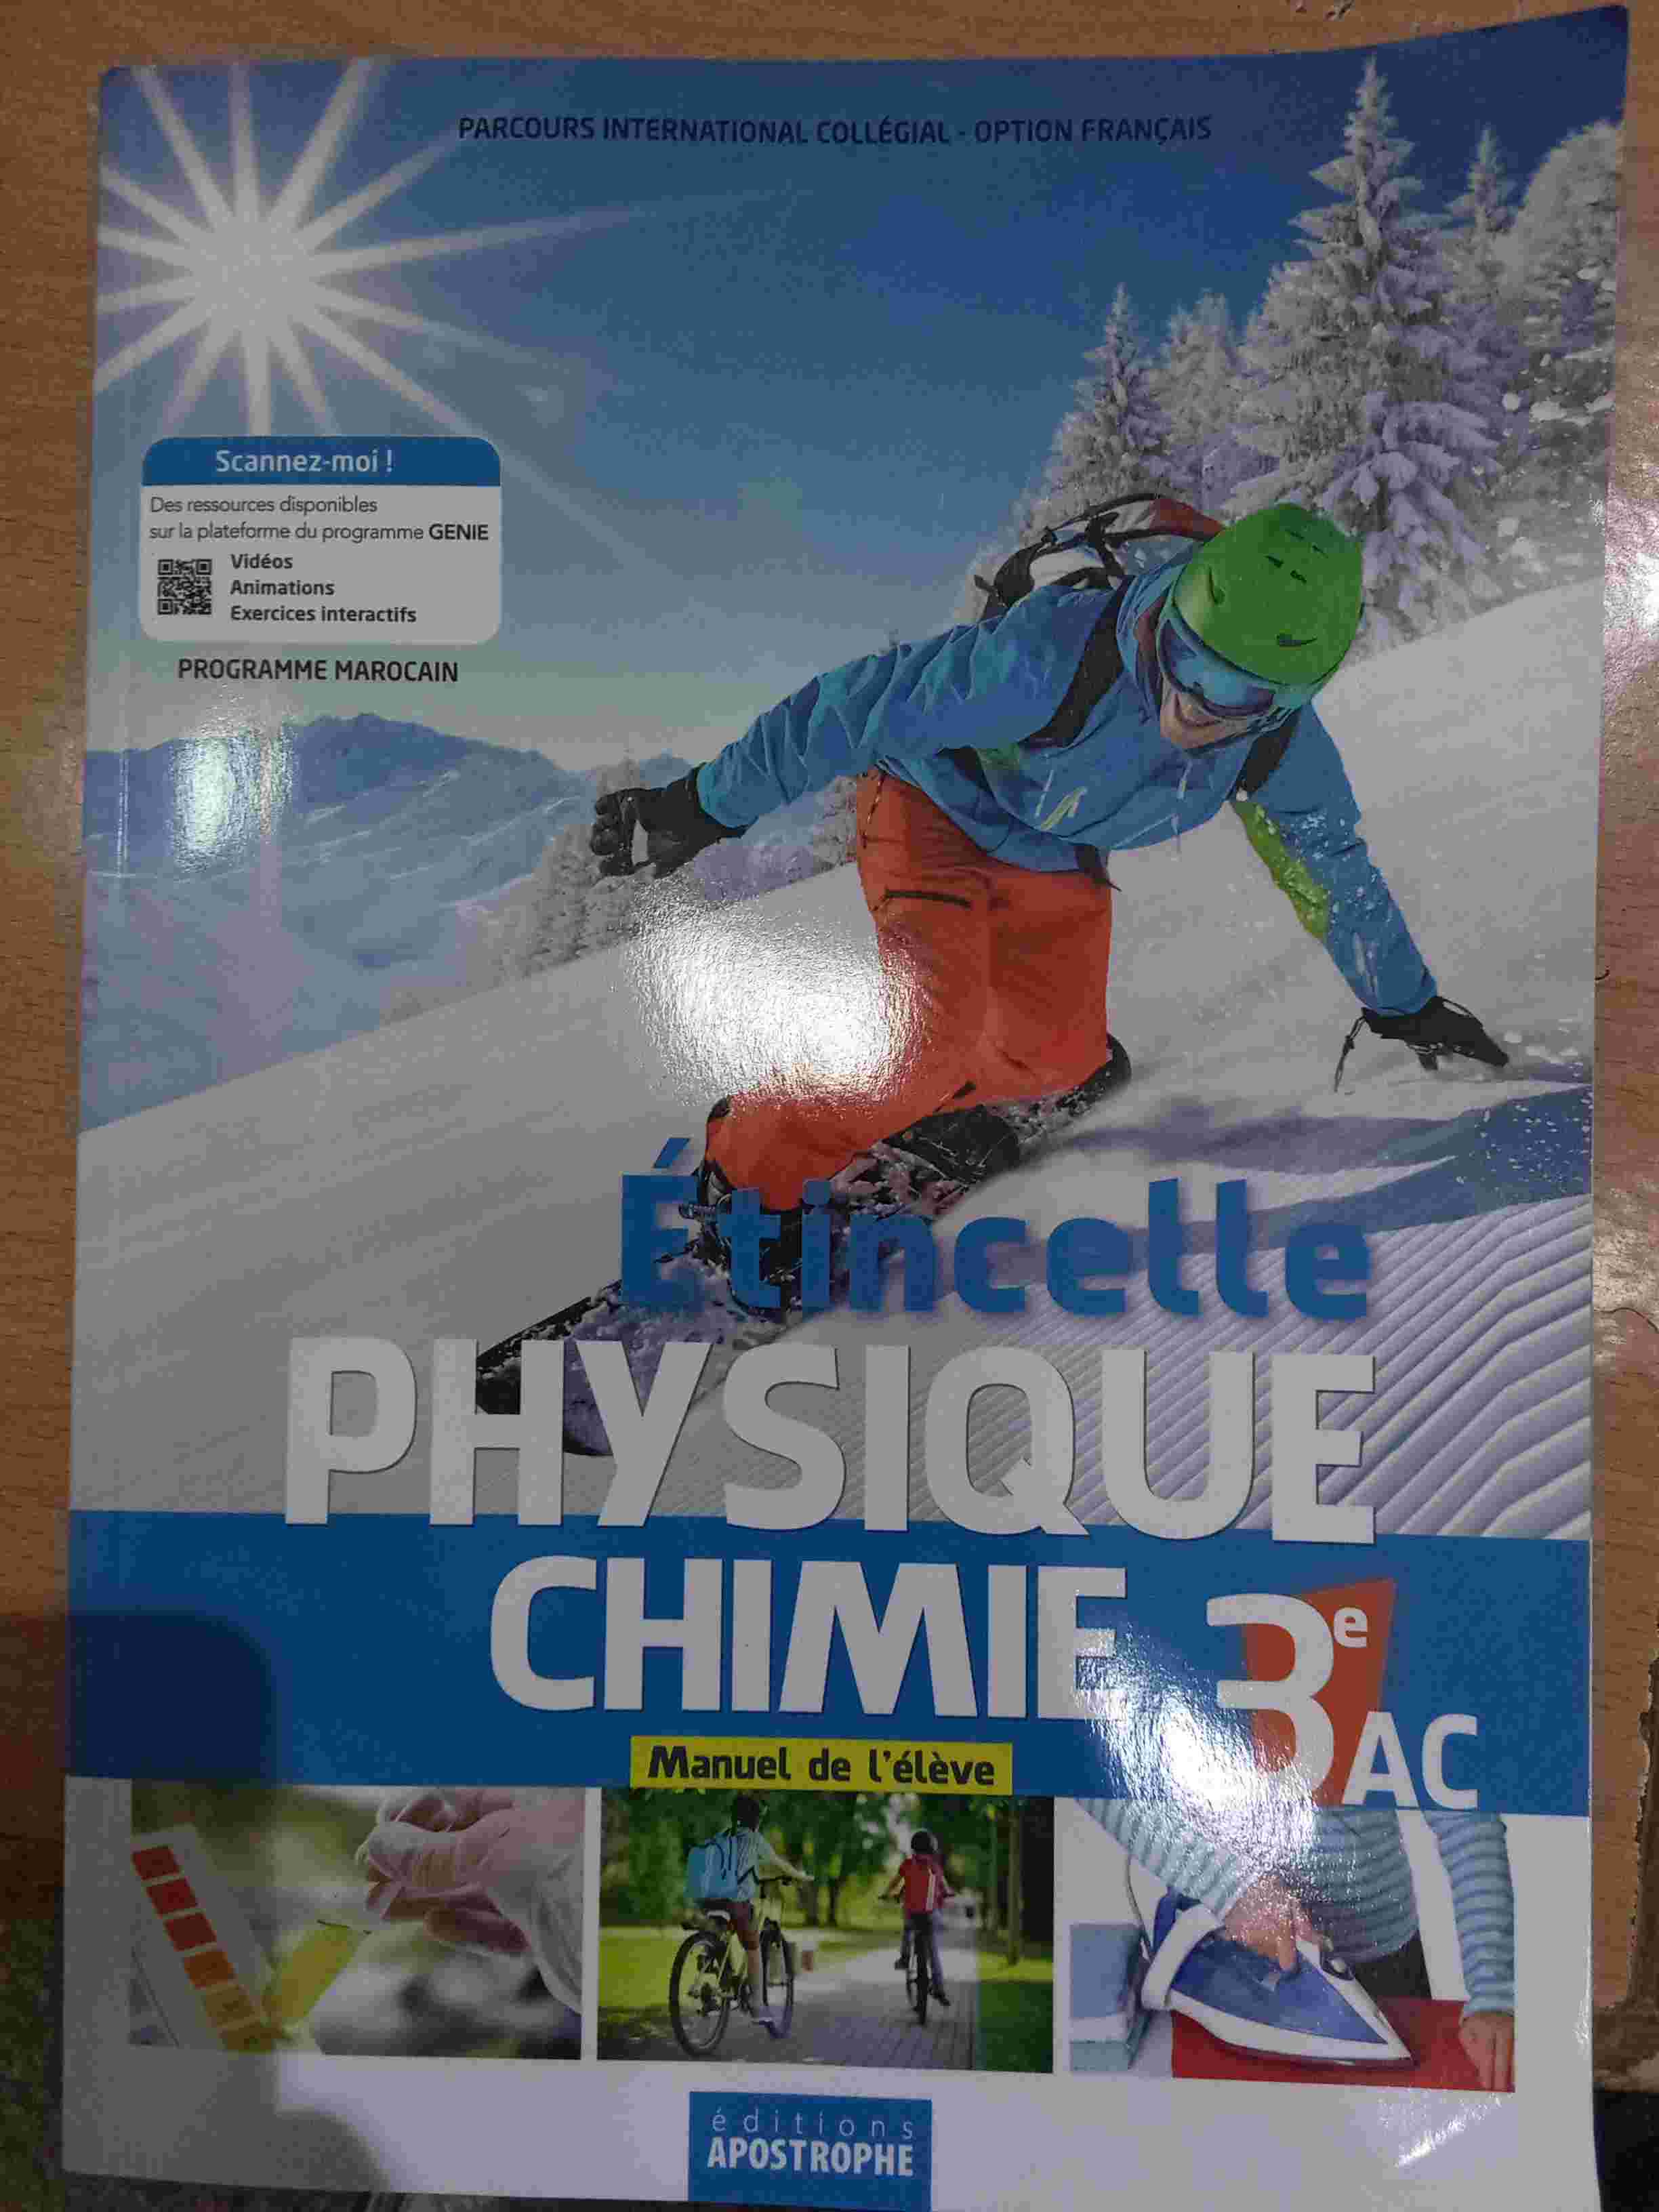 PARCOURS INTERNATIONAL COLLÉGIAL - OPTION FRANÇAIS
Scannez-moi !
Des ressources disponibles
sur la plateforme du programme GENIE
Vidéos
Animations
Exercices interactifs
PROGRAMME MAROCAIN
Étincelle
PHYSIQUE
CHIMIE 3e AC
Manuel de l'élève
éditions
APOSTROPHE